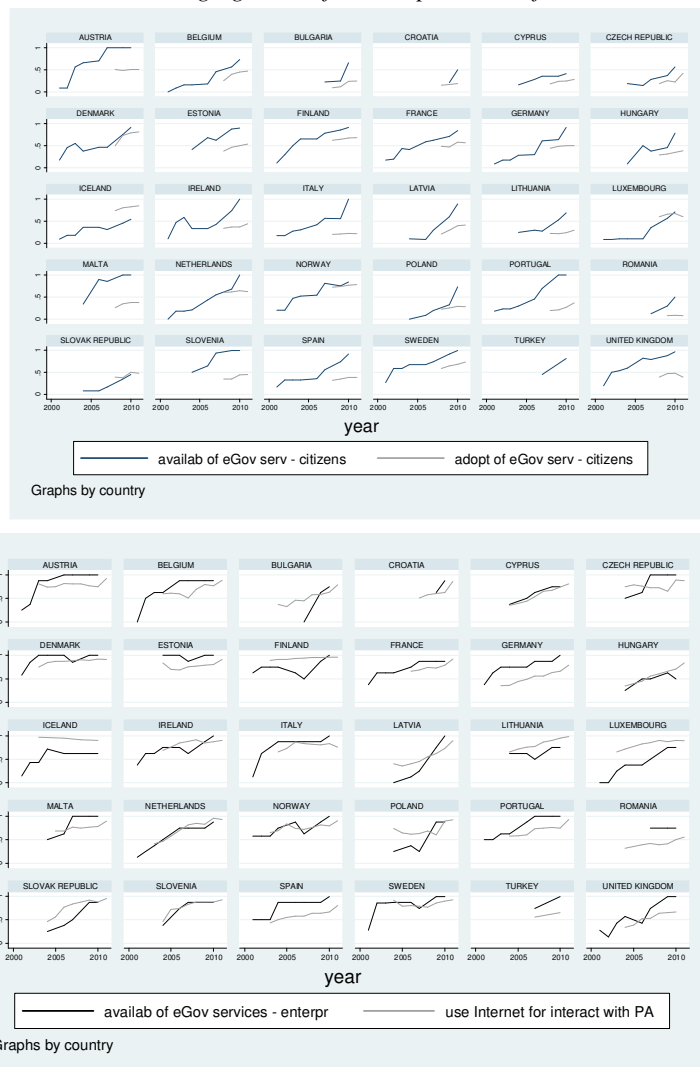 AUSTRIA BELGIUM BULGARIA CROATIA CYPRUS CZECH REPUBLIC
0 .5 1
DENMARK ESTONIA FINLAND FRANCE GERMANY HUNGARY
0 .5 1
ICELAND IRELAND ITALY LATVIA LITHUANIA LUXEMBOURG
0 .5 1
MALTA NETHERLANDS NORWAY POLAND PORTUGAL ROMANIA
0 .5 1
SLOVAK REPUBLIC SLOVENIA SPAIN SWEDEN TURKEY UNITED KINGDOM
0 .5 1
2000 2005 2010 2000 2005 2010 2000 2005 2010 2000 2005 2010 2000 2005 2010 2000 2005 2010
year
availab of eGov serv - citizens adopt of eGov serv - citizens
Graphs by country
AUSTRIA BELGIUM BULGARIA CROATIA CYPRUS CZECH REPUBLIC
DENMARK ESTONIA FINLAND FRANCE GERMANY HUNGARY
ICELAND IRELAND ITALY LATVIA LITHUANIA LUXEMBOURG
MALTA NETHERLANDS NORWAY POLAND PORTUGAL ROMANIA
SLOVAK REPUBLIC SLOVENIA SPAIN SWEDEN TURKEY UNITED KINGDOM
2000 2005 2010 2000 2005 2010 2000 2005 2010 2000 2005 2010 2000 2005 2010 2000 2005 2010
year
availab of eGov services - enterpr use Internet for interact with PA
Graphs by country